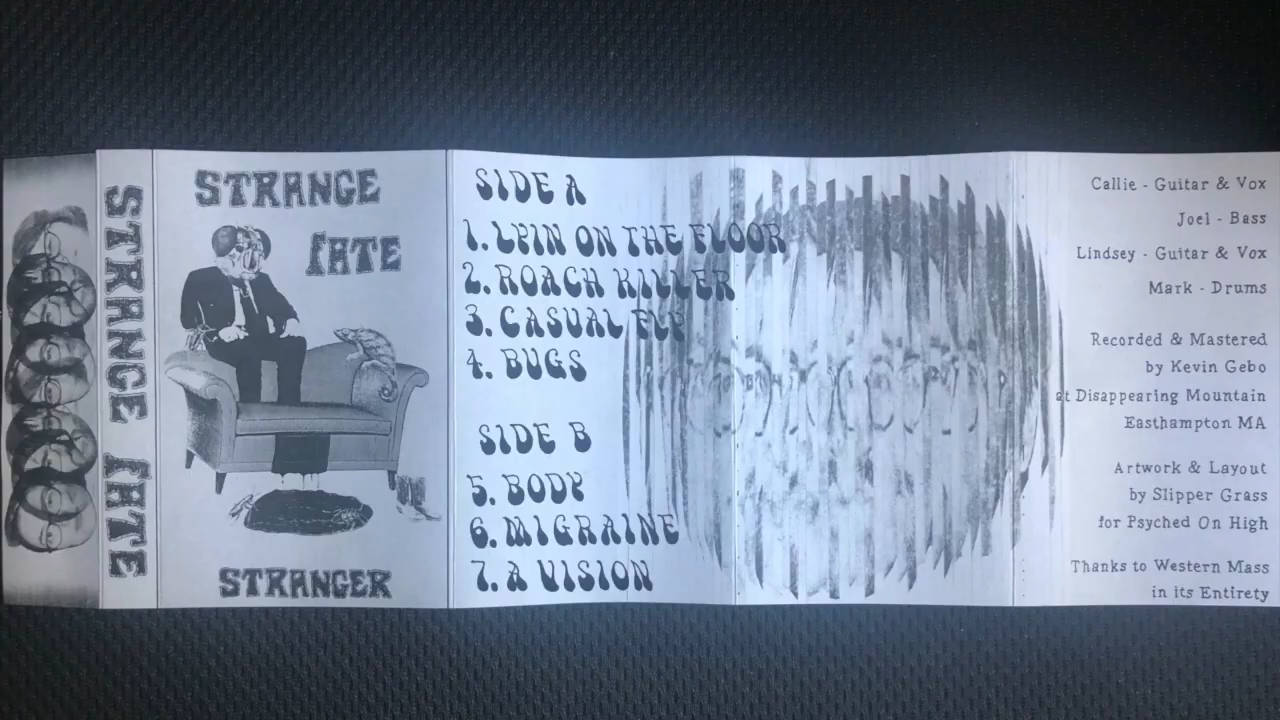 STRANGE FATE
STRANGE
FATE
STRANGER
SIDE A
1. LYIN ON THE FLOOR
2. ROACH KILLER
3. CASUAL FLY
4. BUGS
SIDE B
5. BODY
6. MIGRAINE
7. A VISION
Callie - Guitar & Vox
Joel - Bass
Lindsey - Guitar & Vox
Mark - Drums
Recorded & Mastered
by Kevin Gebo
at Disappearing Mountain
Easthampton MA
Artwork & Layout
by Slipper Grass
for Psyched On High
Thanks to Western Mass
in its Entirety